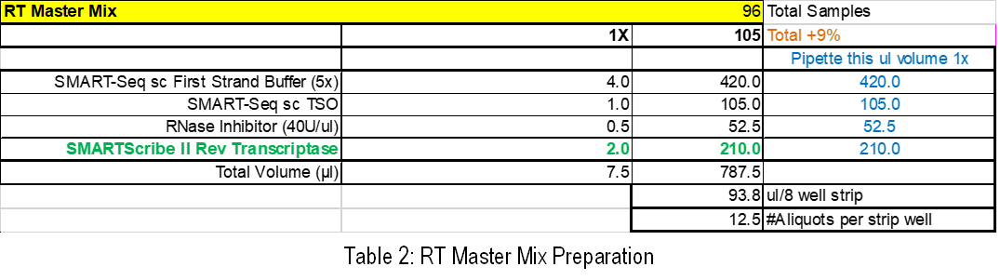 RT Master Mix 96 Total Samples
1X 105 Total +9%
Pipette this ul volume 1x
SMART-Seq sc First Strand Buffer (5x) 4.0 420.0 420.0
SMART-Seq sc TSO 1.0 105.0 105.0
RNase Inhibitor (40U/ul) 0.5 52.5 52.5
SMARTScribe II Rev Transcriptase 2.0 210.0 210.0
Total Volume (µl) 7.5 787.5
93.8 ul/8 well strip
12.5 #Aliquots per strip well
Table 2: RT Master Mix Preparation